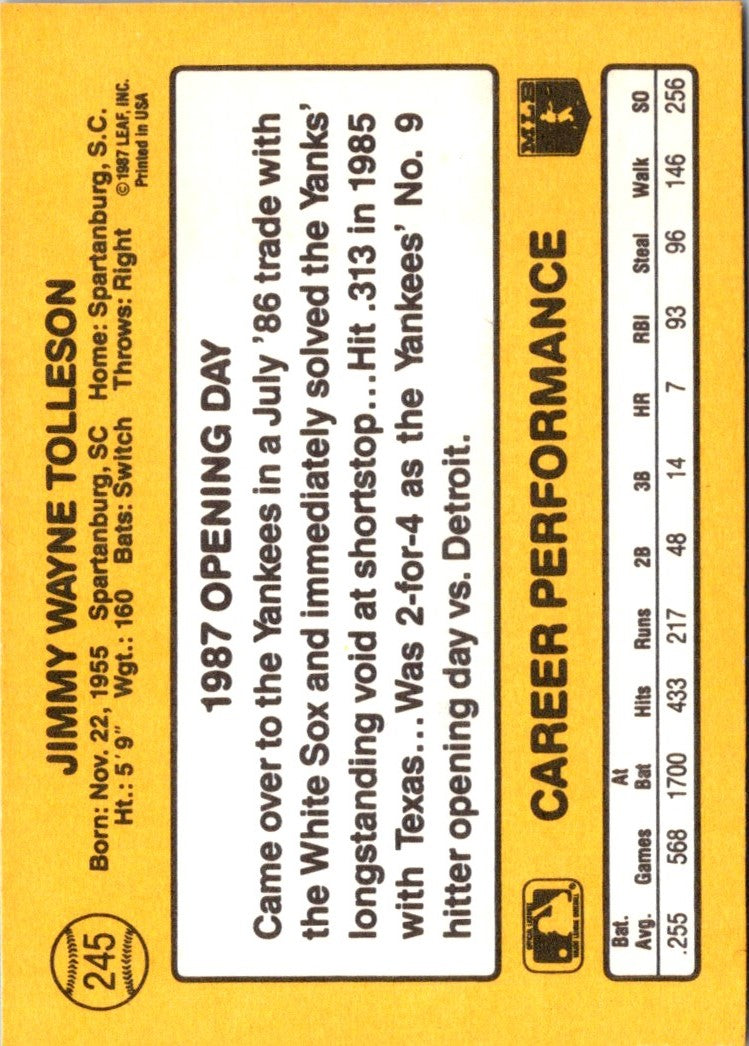 245
JIMMY WAYNE TOLLESON
Born: Nov. 22, 1955 Spartanburg, SC Home: Spartanburg, S.C.
Ht.: 5'9" Wgt.: 160 Bats: Switch Throws: Right
©1987 LEAF, INC.
Printed in USA
1987 OPENING DAY
Came over to the Yankees in a July '86 trade with
the White Sox and immediately solved the Yanks'
longstanding void at shortstop...Hit .313 in 1985
with Texas...Was 2-for-4 as the Yankees' No. 9
hitter opening day vs. Detroit.
CAREER PERFORMANCE
MLB
Bat. At
Avg. Games Bat Hits Runs 2B 3B HR RBI Steal Walk SO
.255 568 1700 433 217 48 14 7 93 96 146 256